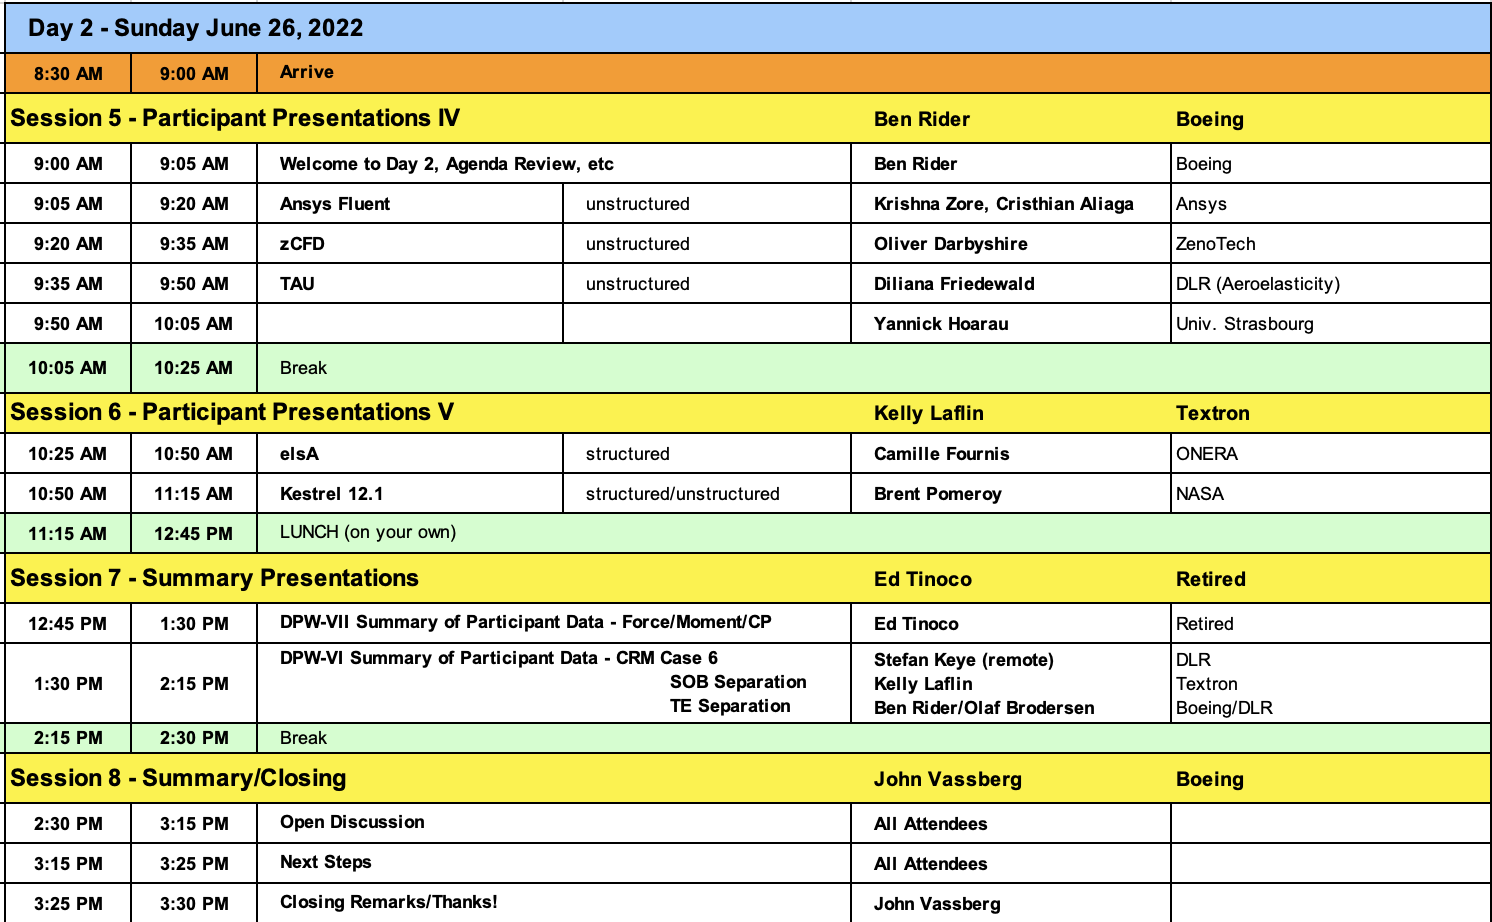 Day 2 - Sunday June 26, 2022
8:30 AM 9:00 AM Arrive
Session 5 - Participant Presentations IV Ben Rider Boeing
9:00 AM 9:05 AM Welcome to Day 2, Agenda Review, etc Ben Rider Boeing
9:05 AM 9:20 AM Ansys Fluent unstructured Krishna Zore, Cristhian Aliaga Ansys
9:20 AM 9:35 AM zCFD unstructured Oliver Darbyshire ZenoTech
9:35 AM 9:50 AM TAU unstructured Diliana Friedewald DLR (Aeroelasticity)
9:50 AM 10:05 AM Yannick Hoarau Univ. Strasbourg
10:05 AM 10:25 AM Break
Session 6 - Participant Presentations V Kelly Laflin Textron
10:25 AM 10:50 AM elsA structured Camille Fournis ONERA
10:50 AM 11:15 AM Kestrel 12.1 structured/unstructured Brent Pomeroy NASA
11:15 AM 12:45 PM LUNCH (on your own)
Session 7 - Summary Presentations Ed Tinoco Retired
12:45 PM 1:30 PM DPW-VII Summary of Participant Data - Force/Moment/CP Ed Tinoco Retired
1:30 PM 2:15 PM DPW-VI Summary of Participant Data - CRM Case 6 Stefan Keye (remote) DLR
SOB Separation Kelly Laflin Textron
TE Separation Ben Rider/Olaf Brodersen Boeing/DLR
2:15 PM 2:30 PM Break
Session 8 - Summary/Closing John Vassberg Boeing
2:30 PM 3:15 PM Open Discussion All Attendees
3:15 PM 3:25 PM Next Steps All Attendees
3:25 PM 3:30 PM Closing Remarks/Thanks! John Vassberg